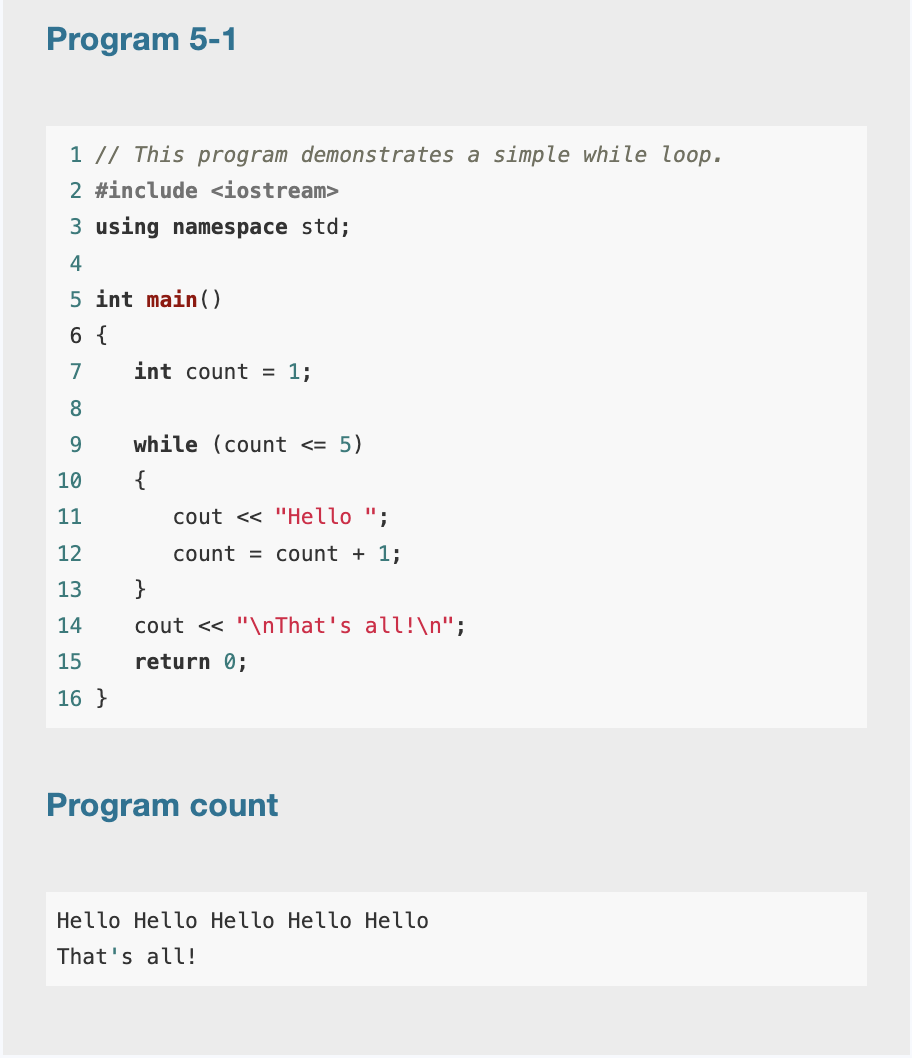 Program 5-1
1 // This program demonstrates a simple while loop.
2 #include <iostream>
3 using namespace std;
4
5 int main()
6 {
7    int count = 1;
8
9    while (count <= 5)
10    {
11       cout << "Hello ";
12       count = count + 1;
13    }
14    cout << "\nThat's all!\n";
15    return 0;
16 }
Program count
Hello Hello Hello Hello Hello
That's all!